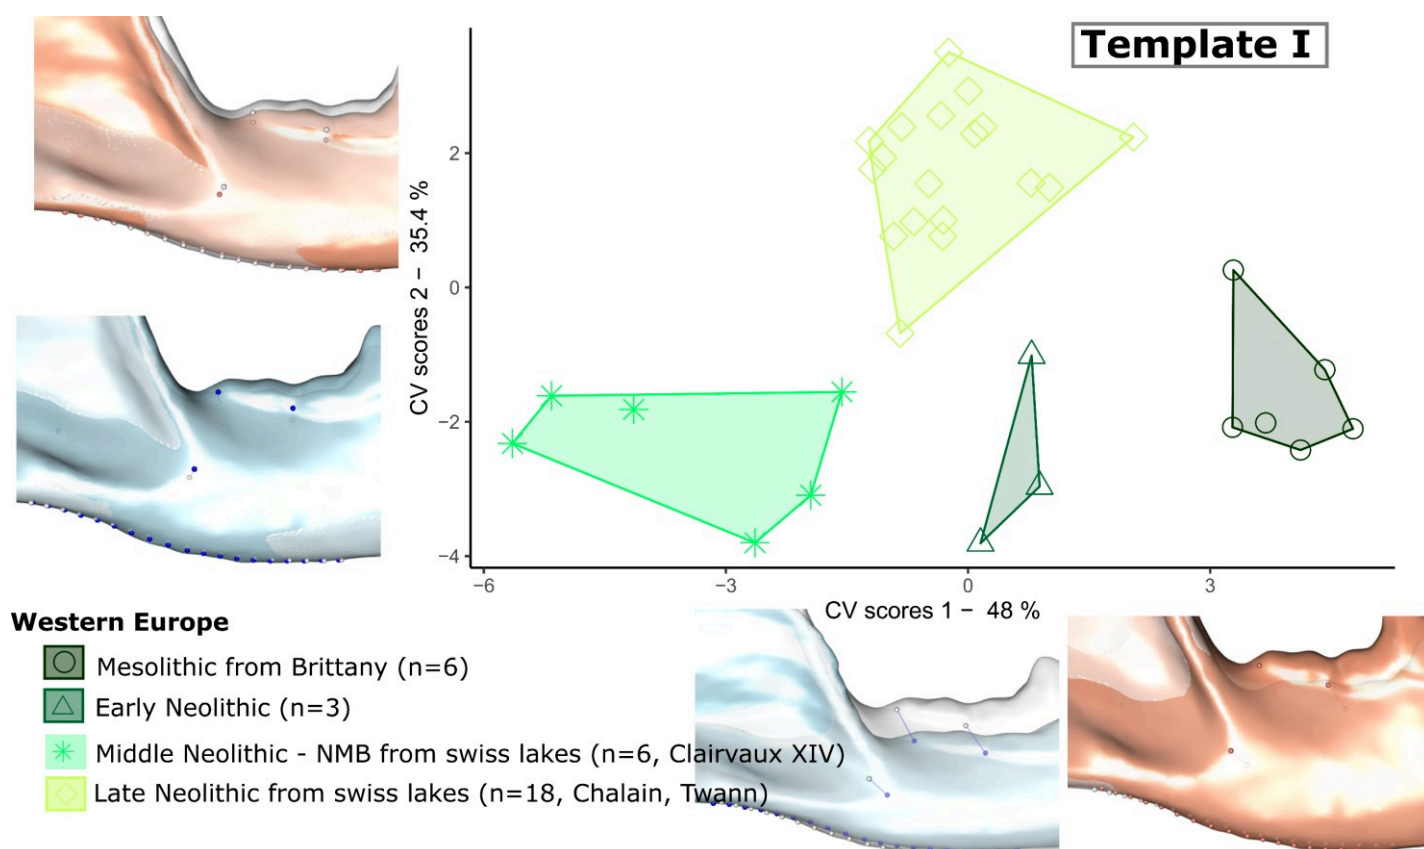 Template I
CV scores 2 − 35.4 %
2
0
−2
−4
−6
−3
0
3
CV scores 1 − 48 %
Western Europe
Mesolithic from Brittany (n=6)
Early Neolithic (n=3)
Middle Neolithic - NMB from swiss lakes (n=6, Clairvaux XIV)
Late Neolithic from swiss lakes (n=18, Chalain, Twann)